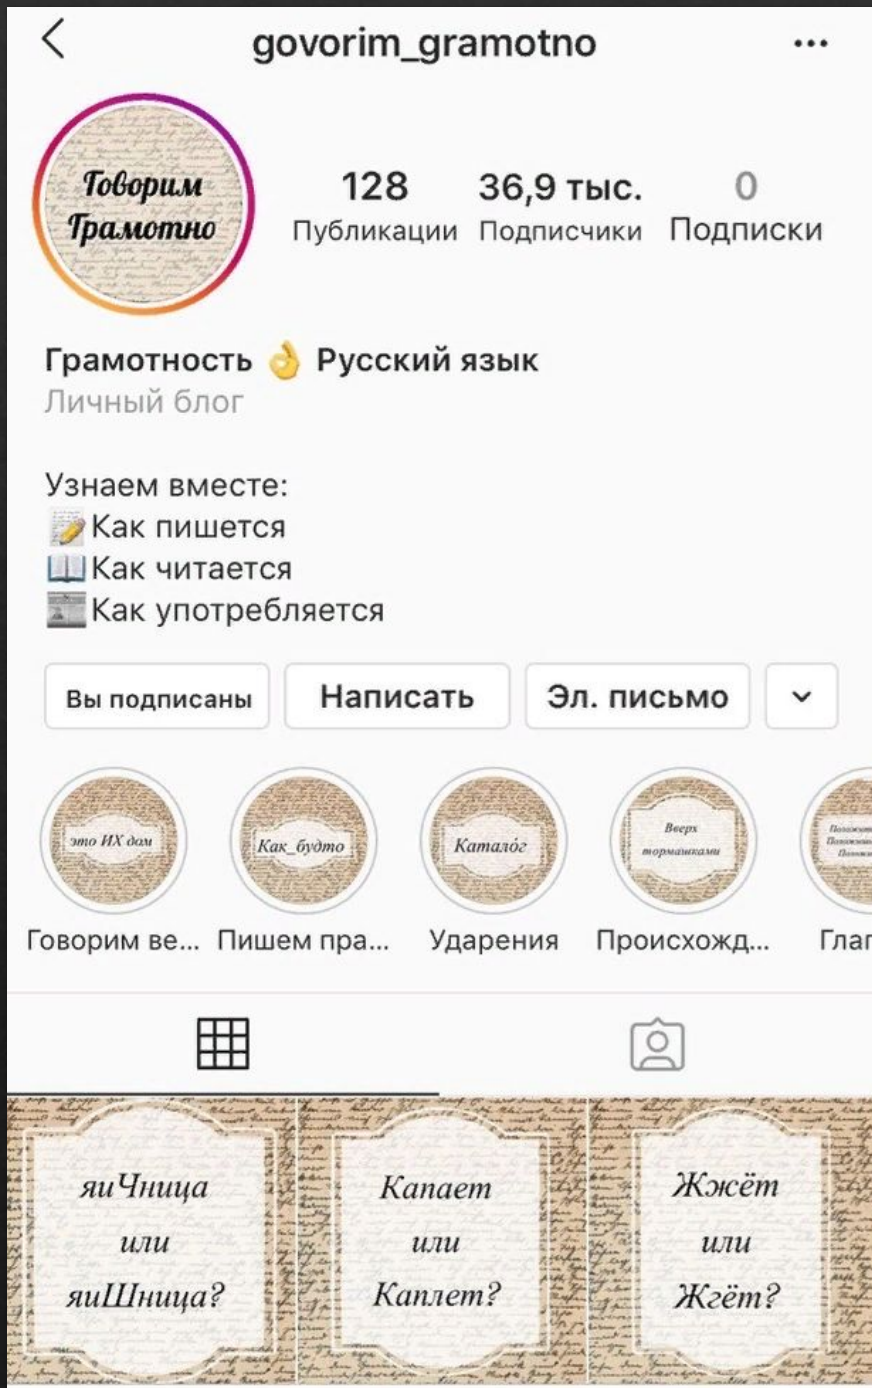 govorim_gramotno
Говорим
Грамотно
128 36,9 тыс. 0
Публикации Подписчики Подписки
Грамотность 👌 Русский язык
Личный блог
Узнаем вместе:
📝Как пишется
📖Как читается
📰Как употребляется
Вы подписаны Написать Эл. письмо
это ИХ дом Как_будто Катало́г Вверх
тормашками
Говорим ве... Пишем пра... Ударения Происхожд... Глаг
яиЧница Капает Жжёт
или или или
яиШница? Каплет? Жгёт?